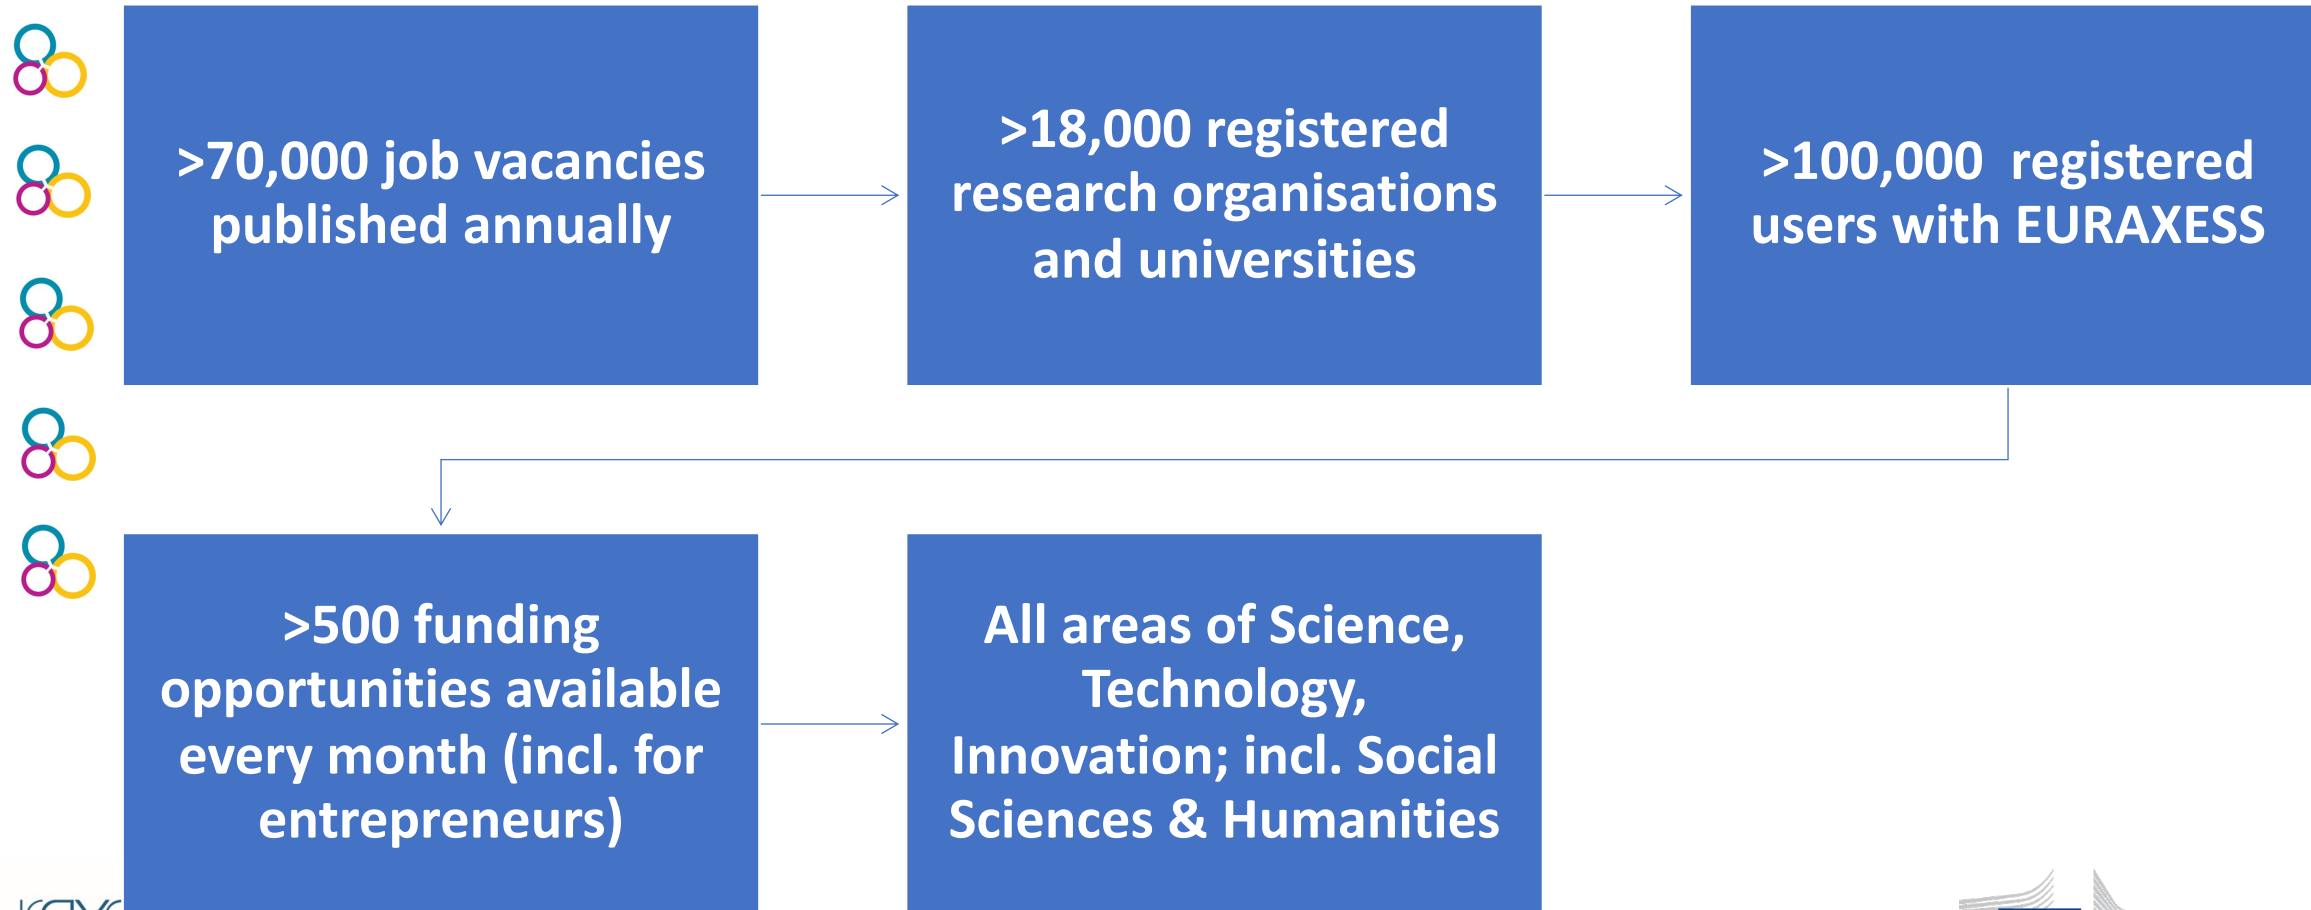 >70,000 job vacancies
published annually
>18,000 registered
research organisations
and universities
>100,000  registered
users with EURAXESS
>500 funding
opportunities available
every month (incl. for
entrepreneurs)
All areas of Science,
Technology,
Innovation; incl. Social
Sciences & Humanities